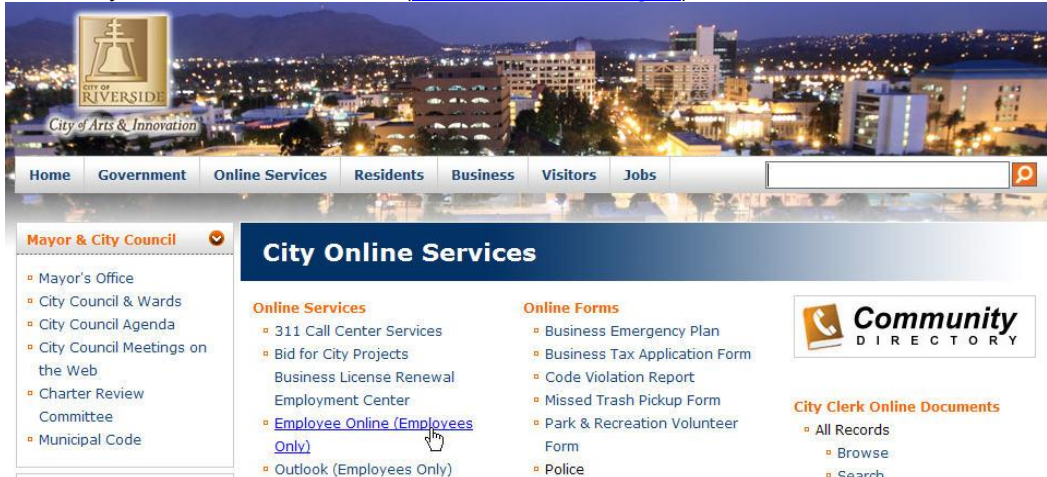 CITY OF
RIVERSIDE
City of Arts & Innovation
Home Government Online Services Residents Business Visitors Jobs
Mayor & City Council
Mayor's Office
City Council & Wards
City Council Agenda
City Council Meetings on
the Web
Charter Review
Committee
Municipal Code
City Online Services
Online Services
311 Call Center Services
Bid for City Projects
Business License Renewal
Employment Center
Employee Online (Employees
Only)
Outlook (Employees Only)
Online Forms
Business Emergency Plan
Business Tax Application Form
Code Violation Report
Missed Trash Pickup Form
Park & Recreation Volunteer
Form
Police
Community
DIRECTORY
City Clerk Online Documents
All Records
Browse
Search